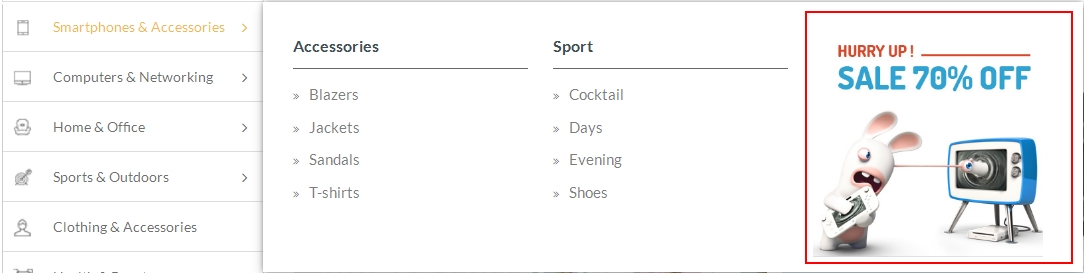 Smartphones & Accessories
Computers & Networking
Home & Office
Sports & Outdoors
Clothing & Accessories
Accessories
» Blazers
» Jackets
» Sandals
» T-shirts
Sport
» Cocktail
» Days
» Evening
» Shoes
HURRY UP !
SALE 70% OFF